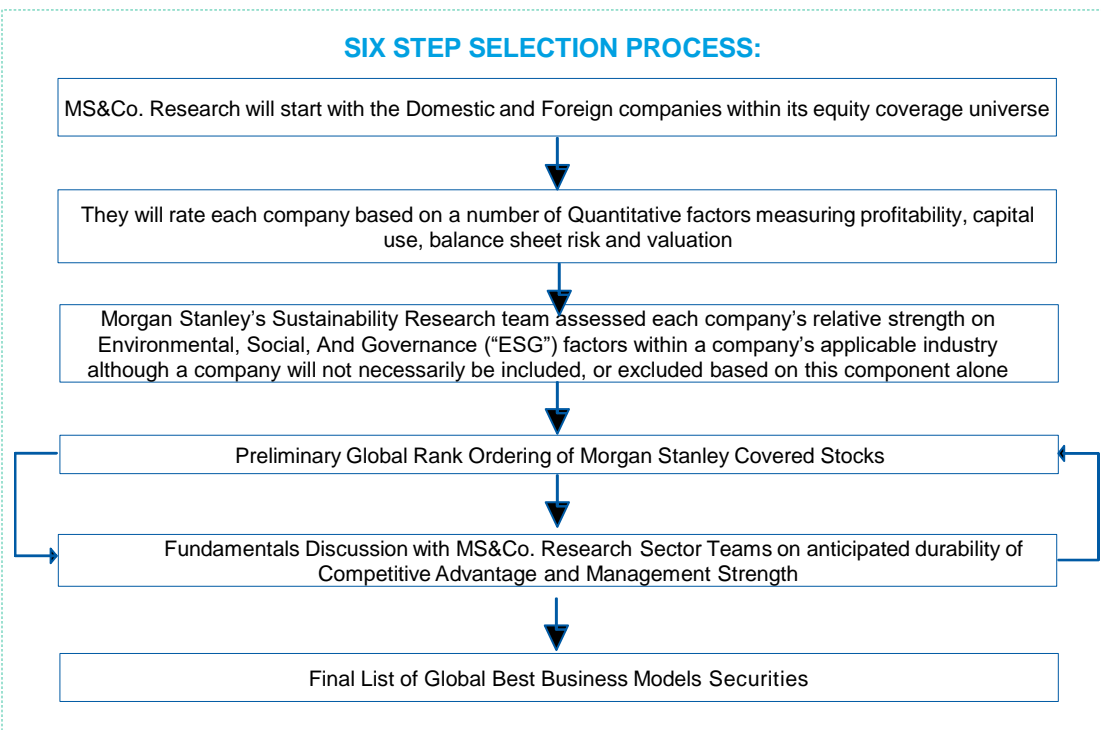 SIX STEP SELECTION PROCESS:
MS&Co. Research will start with the Domestic and Foreign companies within its equity coverage universe
They will rate each company based on a number of Quantitative factors measuring profitability, capital
use, balance sheet risk and valuation
Morgan Stanley’s Sustainability Research team assessed each company’s relative strength on
Environmental, Social, And Governance (“ESG”) factors within a company’s applicable industry
although a company will not necessarily be included, or excluded based on this component alone
Preliminary Global Rank Ordering of Morgan Stanley Covered Stocks
Fundamentals Discussion with MS&Co. Research Sector Teams on anticipated durability of
Competitive Advantage and Management Strength
Final List of Global Best Business Models Securities